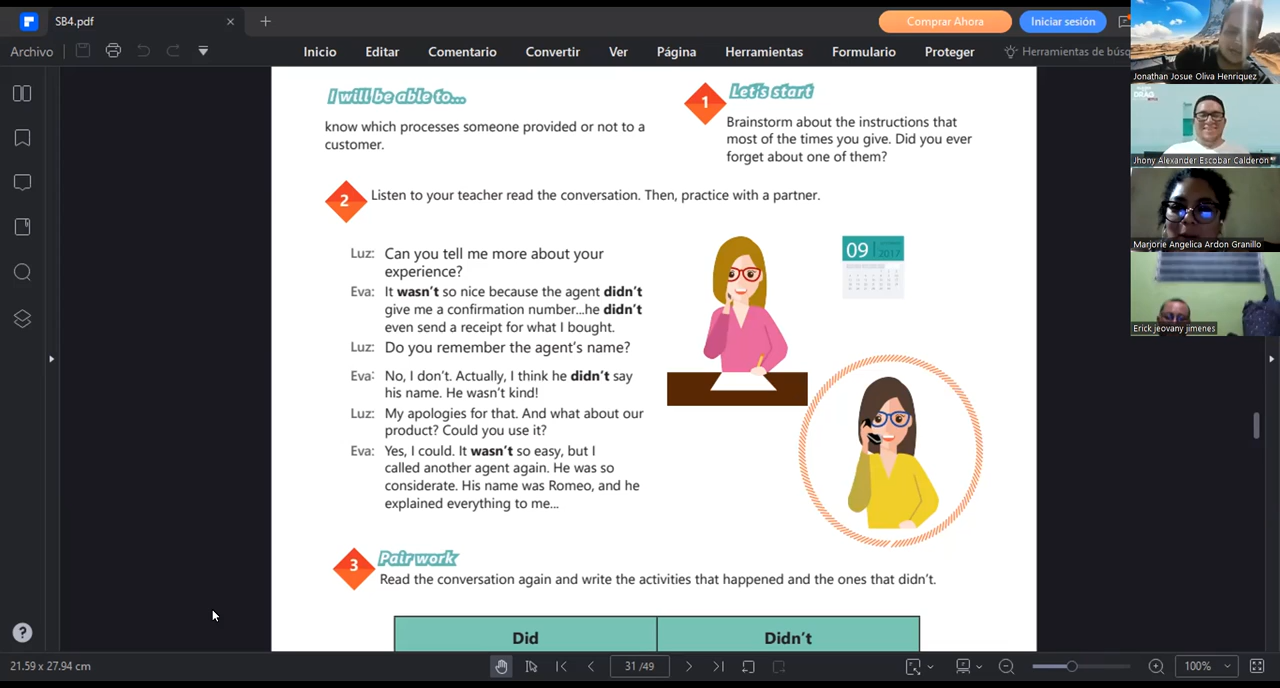 SB4.pdf
Comprar Ahora
Iniciar sesión
Archivo
Inicio
Editar
Comentario
Convertir
Ver
Página
Herramientas
Formulario
Proteger
Herramientas de búsq
Jonathan Josue Oliva Henriquez
Jhony Alexander Escobar Calderon
Marjorie Angelica Ardon Granillo
Erick jeovany jimenes
I will be able to...
know which processes someone provided or not to a
customer.
1
Let's start
Brainstorm about the instructions that
most of the times you give. Did you ever
forget about one of them?
2
Listen to your teacher read the conversation. Then, practice with a partner.
Luz: Can you tell me more about your
experience?
Eva: It wasn't so nice because the agent didn't
give me a confirmation number...he didn't
even send a receipt for what I bought.
Luz: Do you remember the agent's name?
Eva: No, I don't. Actually, I think he didn't say
his name. He wasn't kind!
Luz: My apologies for that. And what about our
product? Could you use it?
Eva: Yes, I could. It wasn't so easy, but I
called another agent again. He was so
considerate. His name was Romeo, and he
explained everything to me...
09
2017
3
Pair work
Read the conversation again and write the activities that happened and the ones that didn't.
Did
Didn't
21.59 x 27.94 cm
31 /49
100%